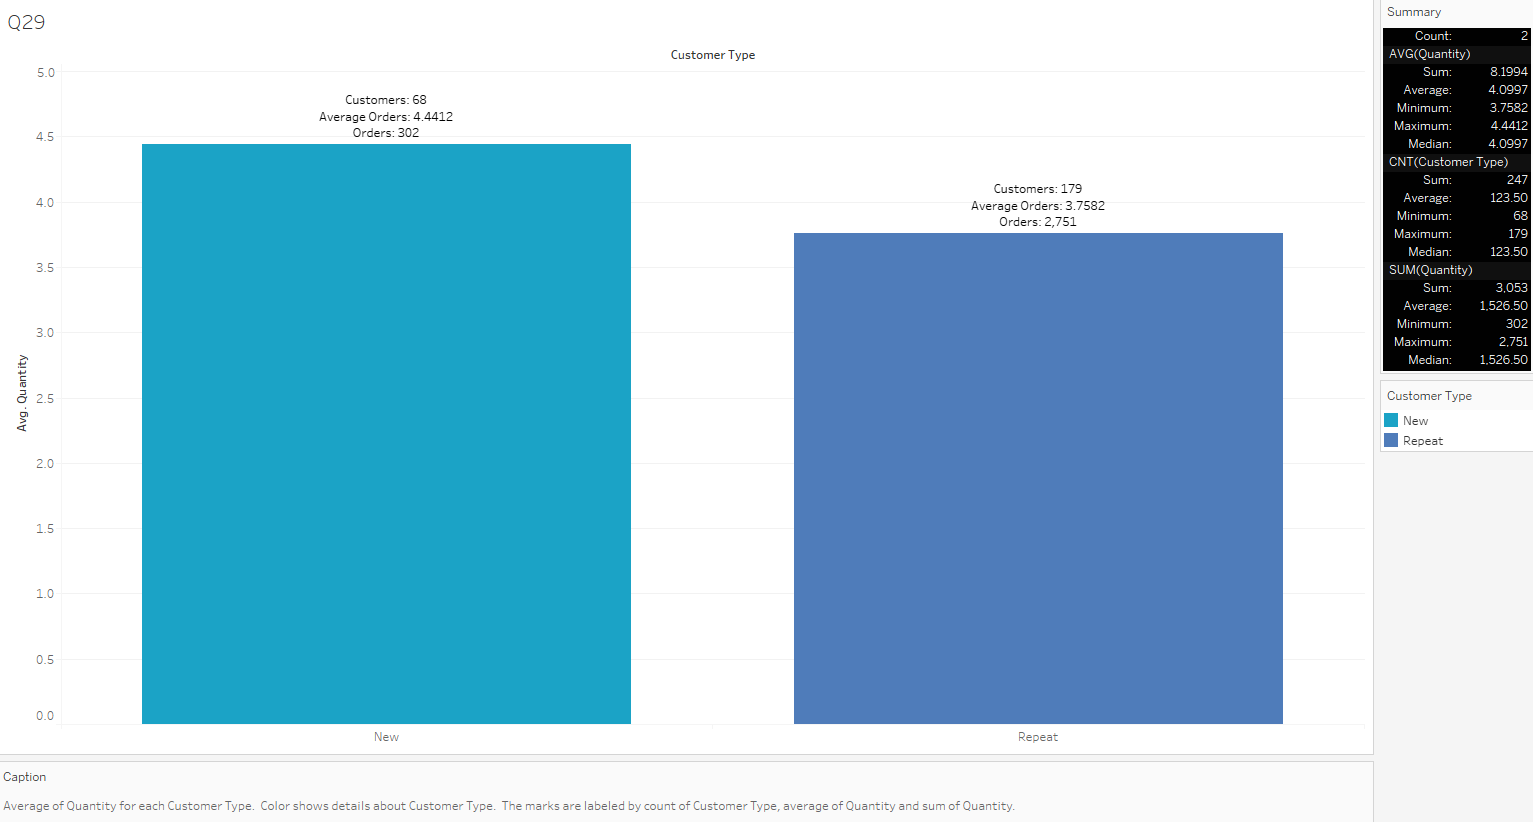 Q29
Customer Type
5.0
4.5
4.0
3.5
3.0
2.5
2.0
1.5
1.0
0.5
0.0
Avg. Quantity
Customers: 68
Average Orders: 4.4412
Orders: 302
Customers: 179
Average Orders: 3.7582
Orders: 2,751
New
Repeat
Summary
Count: 2
AVG(Quantity)
Sum: 8.1994
Average: 4.0997
Minimum: 3.7582
Maximum: 4.4412
Median: 4.0997
CNT(Customer Type)
Sum: 247
Average: 123.50
Minimum: 68
Maximum: 179
Median: 123.50
SUM(Quantity)
Sum: 3,053
Average: 1,526.50
Minimum: 302
Maximum: 2,751
Median: 1,526.50
Customer Type
New
Repeat
Caption
Average of Quantity for each Customer Type.  Color shows details about Customer Type.  The marks are labeled by count of Customer Type, average of Quantity and sum of Quantity.